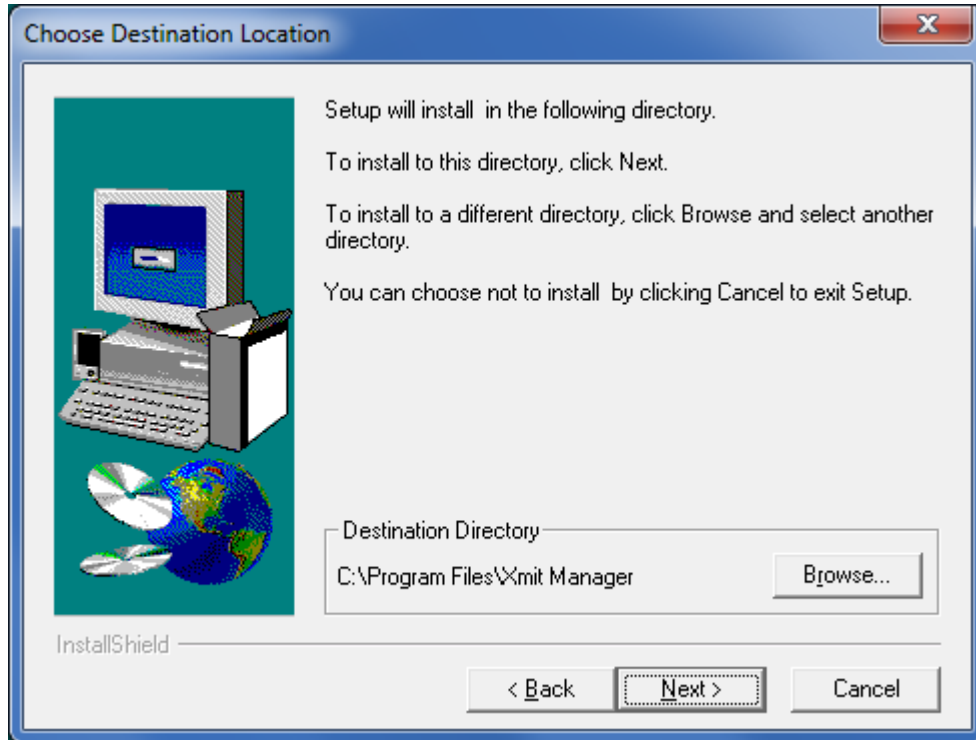 Choose Destination Location
Setup will install  in the following directory.
To install to this directory, click Next.
To install to a different directory, click Browse and select another
directory.
You can choose not to install  by clicking Cancel to exit Setup.
Destination Directory
C:\Program Files\Xmit Manager
Browse...
InstallShield
< Back
Next >
Cancel